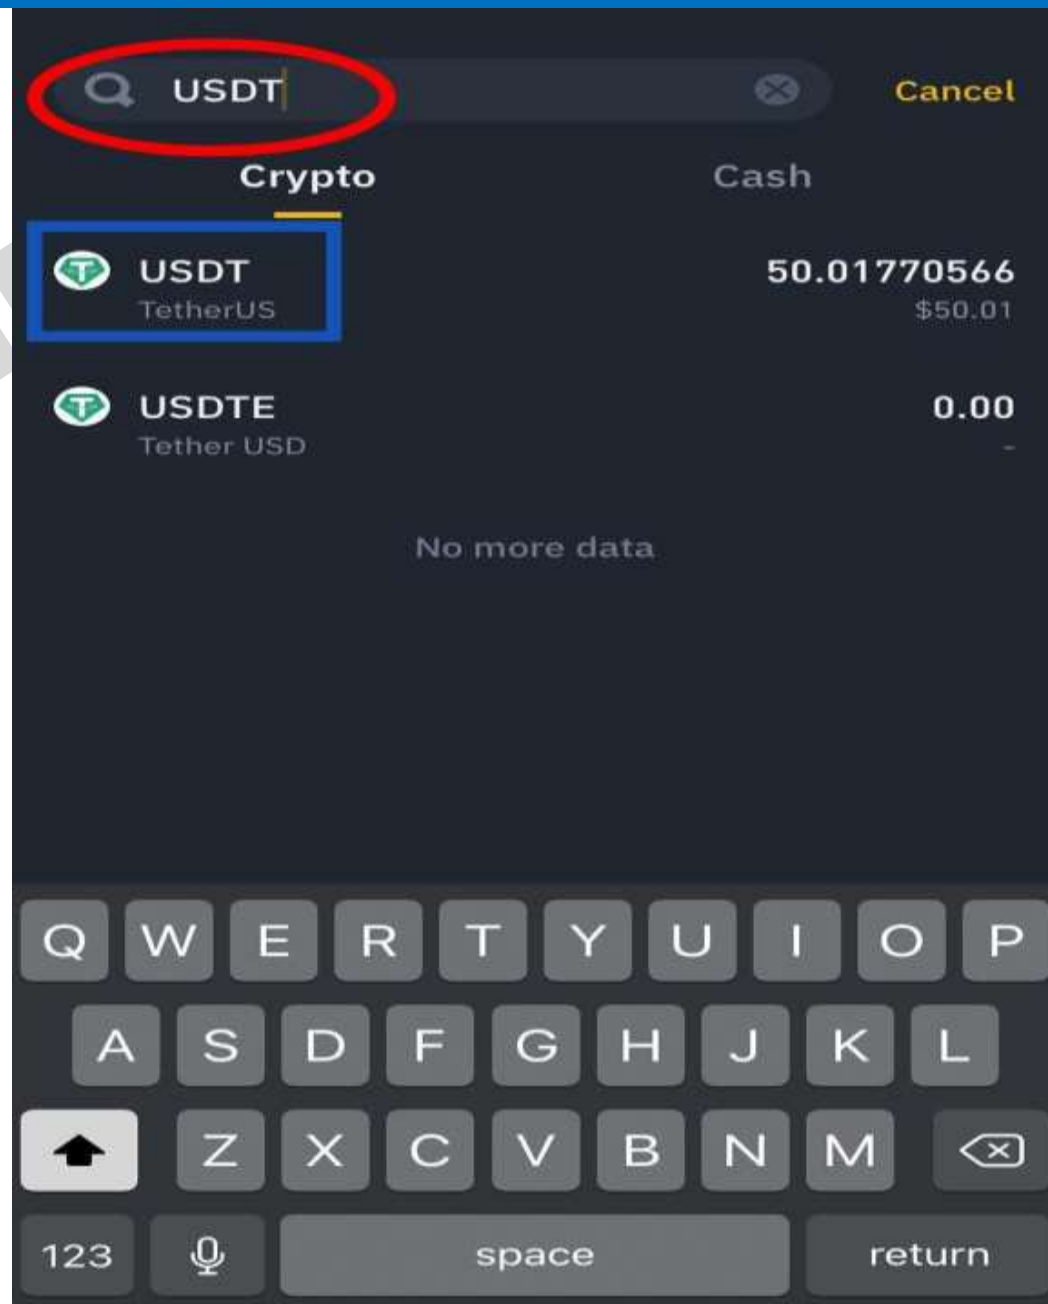 USDT Cancel
Crypto Cash
USDT 50.01770566
TetherUS $50.01
USDTE 0.00
Tether USD -
No more data
Q W E R T Y U I O P
A S D F G H J K L
Z X C V B N M
123 space return